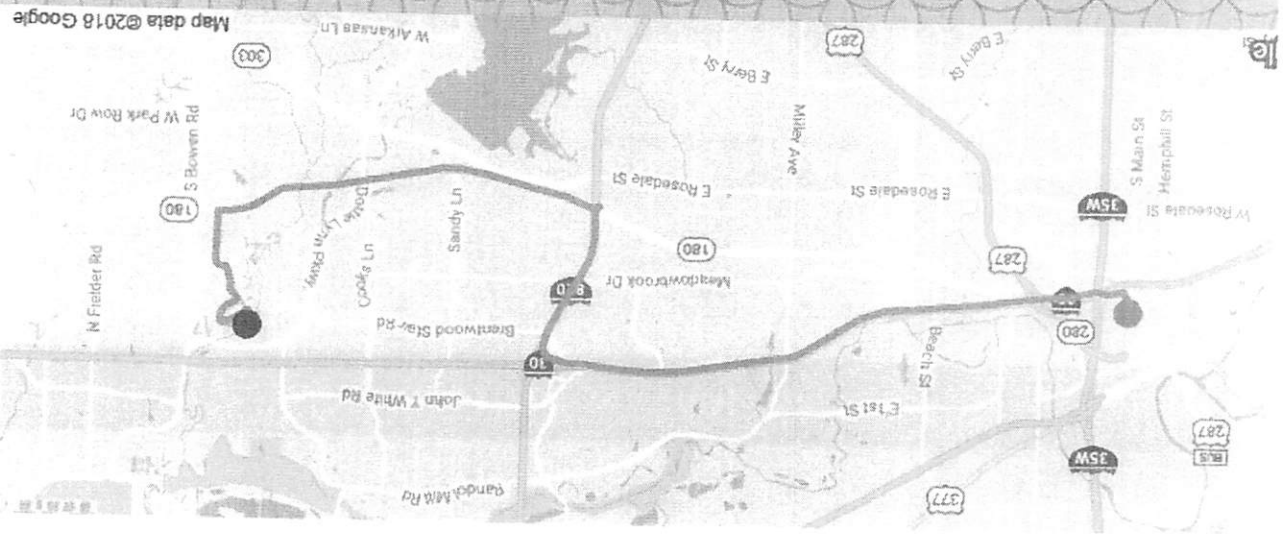 377
35W
BUS
287
Randol Mill Rd
E 1st St
John T White Rd
30
Beach St
280
Brentwood Stair Rd
N Fielder Rd
287
Meadowbrook Dr
Cooks Ln
180
Dottie Lynn Pkwy
Sandy Ln
W Rosedale St
35W
180
E Rosedale St
E Rosedale St
S Main St
Hemphill St
Miller Ave
S Bowen Rd
W Park Row Dr
E Berry St
E Berry St
287
303
W Arkansas Ln
Map data ©2018 Google